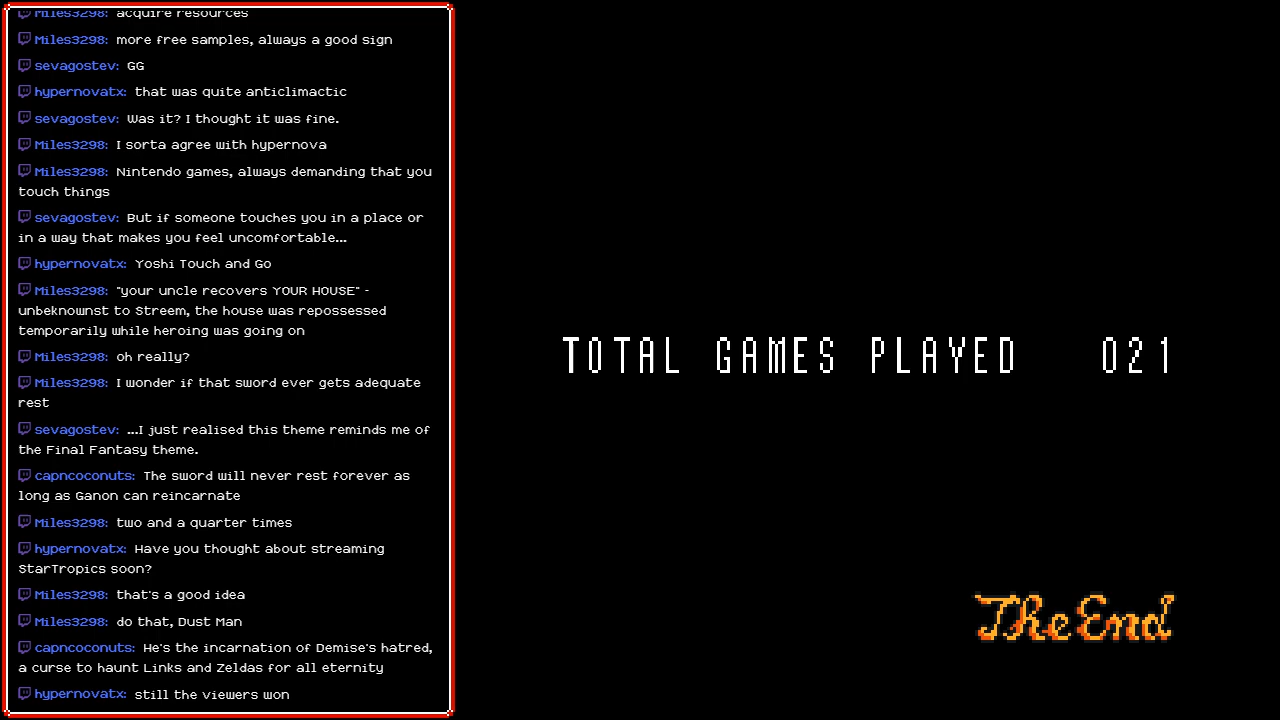 Miles3298: acquire resources
Miles3298: more free samples, always a good sign
sevagostev: GG
hypernovatx: that was quite anticlimactic
sevagostev: Was it? I thought it was fine.
Miles3298: I sorta agree with hypernova
Miles3298: Nintendo games, always demanding that you
touch things
sevagostev: But if someone touches you in a place or
in a way that makes you feel uncomfortable...
hypernovatx: Yoshi Touch and Go
Miles3298: "your uncle recovers YOUR HOUSE" -
unbeknownst to Streem, the house was repossessed
temporarily while heroing was going on
Miles3298: oh really?
Miles3298: I wonder if that sword ever gets adequate
rest
sevagostev: ...I just realised this theme reminds me of
the Final Fantasy theme.
capncoconuts: The sword will never rest forever as
long as Ganon can reincarnate
Miles3298: two and a quarter times
hypernovatx: Have you thought about streaming
StarTropics soon?
Miles3298: that's a good idea
Miles3298: do that, Dust Man
capncoconuts: He's the incarnation of Demise's hatred,
a curse to haunt Links and Zeldas for all eternity
hypernovatx: still the viewers won
TOTAL GAMES PLAYED 021
The End